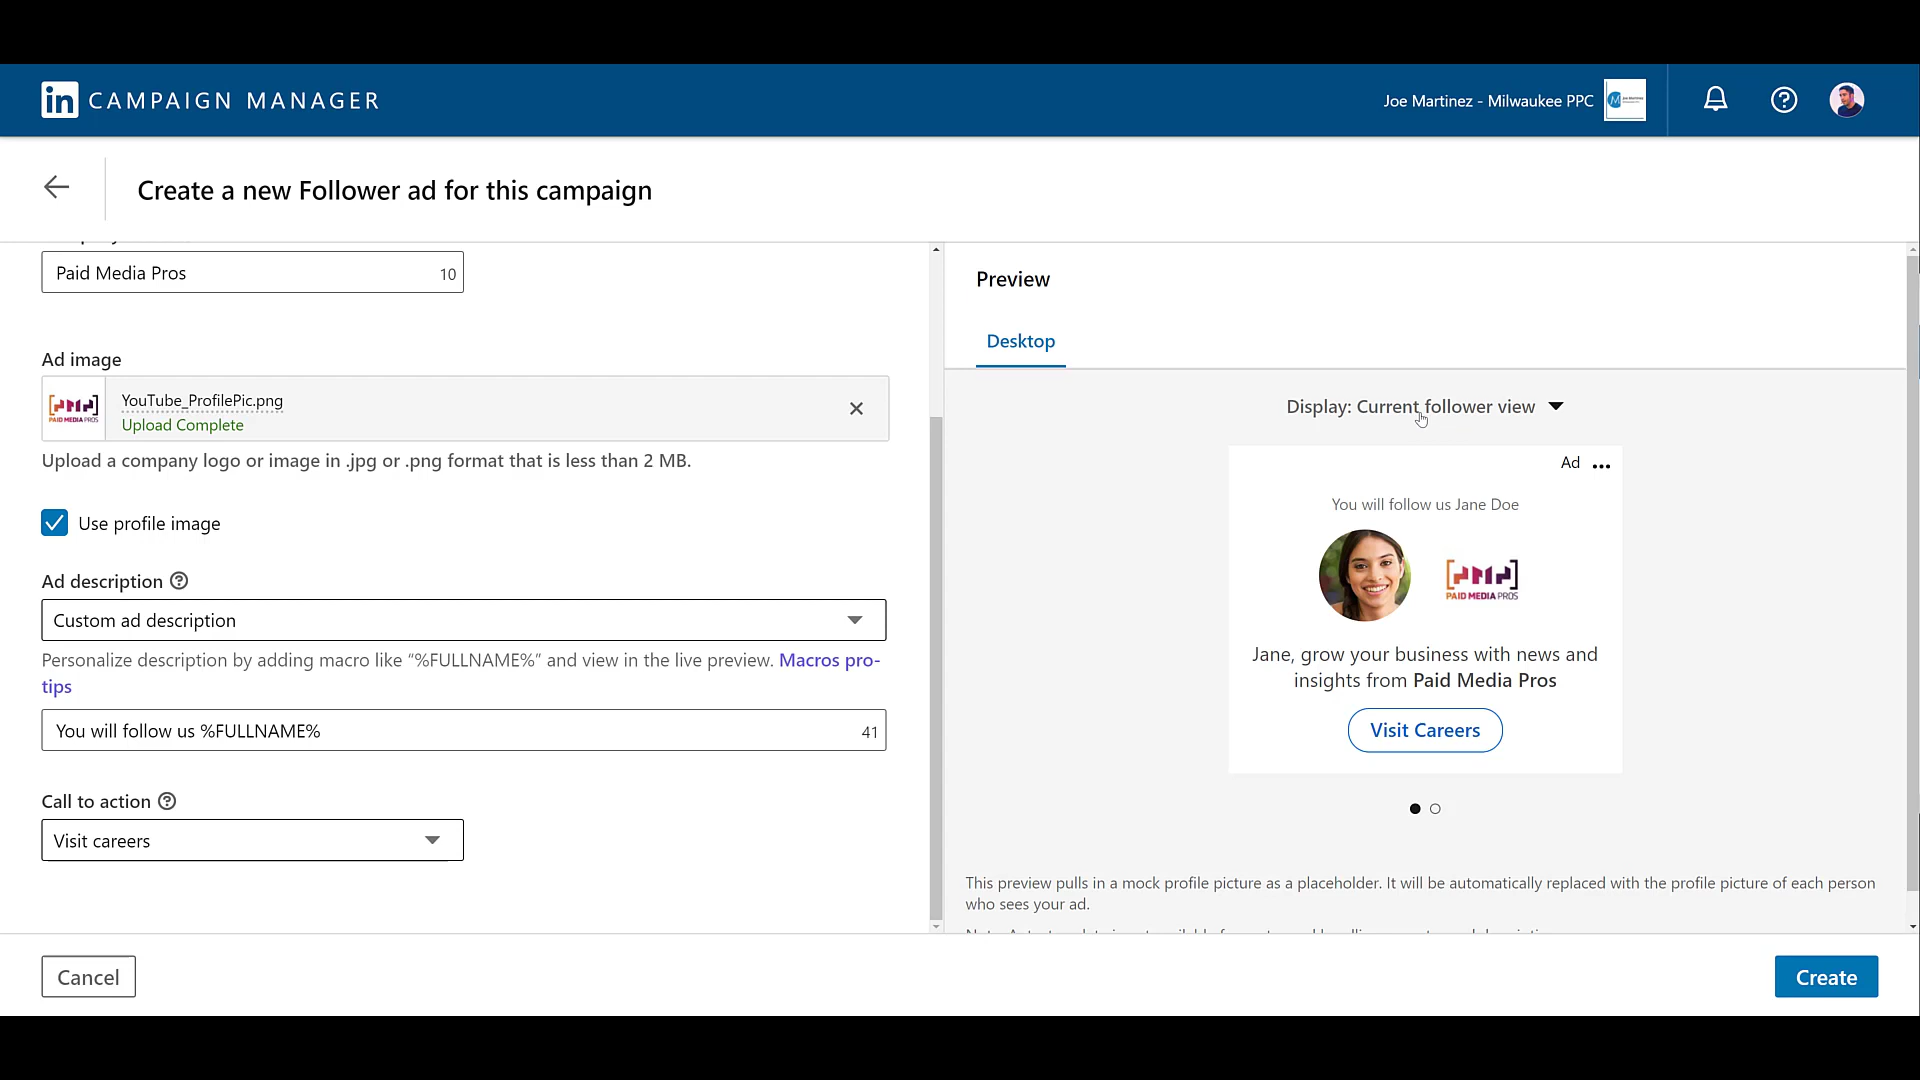 in CAMPAIGN MANAGER
Joe Martinez - Milwaukee PPC
Create a new Follower ad for this campaign
Paid Media Pros 10
Ad image
PAID MEDIA PROS
YouTube_ProfilePic.png
Upload Complete
Upload a company logo or image in .jpg or .png format that is less than 2 MB.
Use profile image
Ad description
Custom ad description
Personalize description by adding macro like “%FULLNAME%” and view in the live preview. Macros pro-
tips
You will follow us %FULLNAME% 41
Call to action
Visit careers
Preview
Desktop
Display: Current follower view
Ad
You will follow us Jane Doe
PAID MEDIA PROS
Jane, grow your business with news and
insights from Paid Media Pros
Visit Careers
This preview pulls in a mock profile picture as a placeholder. It will be automatically replaced with the profile picture of each person
who sees your ad.
Cancel
Create